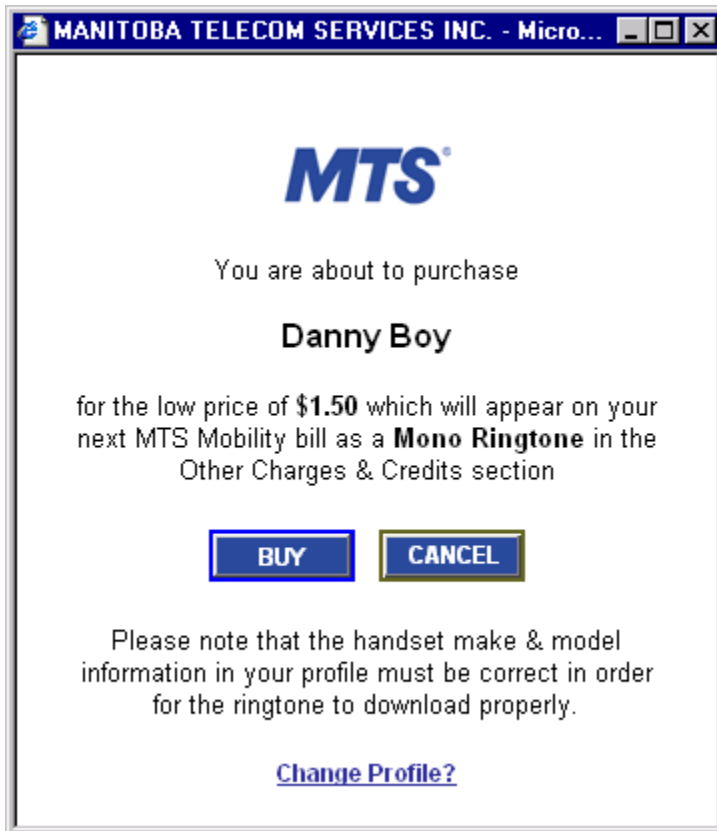 MANITOBA TELECOM SERVICES INC. - Micro...
MTS®
You are about to purchase
Danny Boy
for the low price of $1.50 which will appear on your
next MTS Mobility bill as a Mono Ringtone in the
Other Charges & Credits section
BUY CANCEL
Please note that the handset make & model
information in your profile must be correct in order
for the ringtone to download properly.
Change Profile?